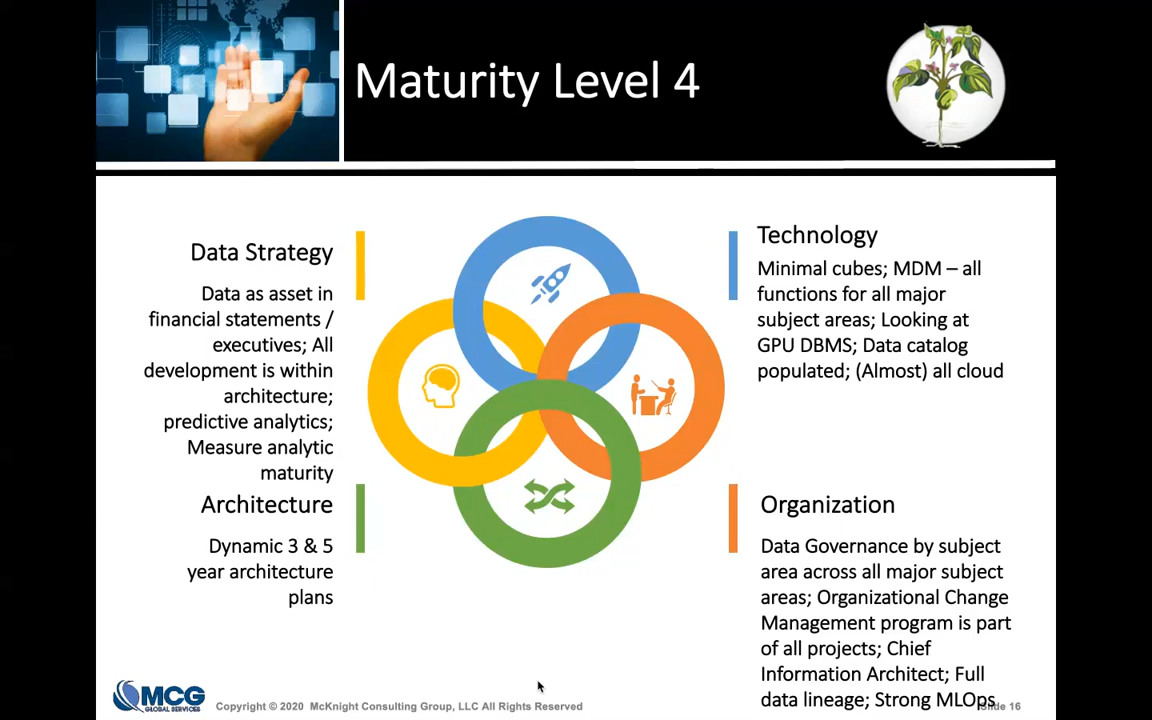 Maturity Level 4
Data Strategy
Data as asset in
financial statements /
executives; All
development is within
architecture;
predictive analytics;
Measure analytic
maturity
Technology
Minimal cubes; MDM – all
functions for all major
subject areas; Looking at
GPU DBMS; Data catalog
populated; (Almost) all cloud
Architecture
Dynamic 3 & 5
year architecture
plans
Organization
Data Governance by subject
area across all major subject
areas; Organizational Change
Management program is part
of all projects; Chief
Information Architect; Full
data lineage; Strong MLOps
MCG
GLOBAL SERVICES
Copyright © 2020 McKnight Consulting Group, LLC All Rights Reserved
Slide 16